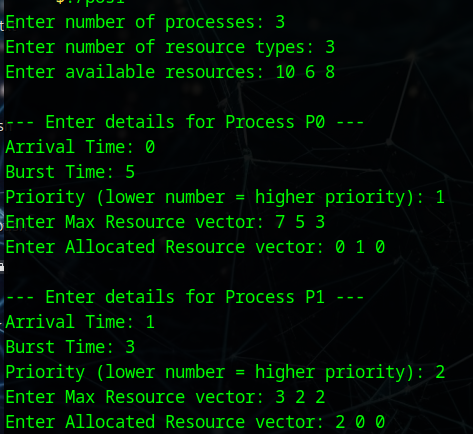 Enter number of processes: 3
Enter number of resource types: 3
Enter available resources: 10 6 8
--- Enter details for Process P0 ---
Arrival Time: 0
Burst Time: 5
Priority (lower number = higher priority): 1
Enter Max Resource vector: 7 5 3
Enter Allocated Resource vector: 0 1 0
--- Enter details for Process P1 ---
Arrival Time: 1
Burst Time: 3
Priority (lower number = higher priority): 2
Enter Max Resource vector: 3 2 2
Enter Allocated Resource vector: 2 0 0